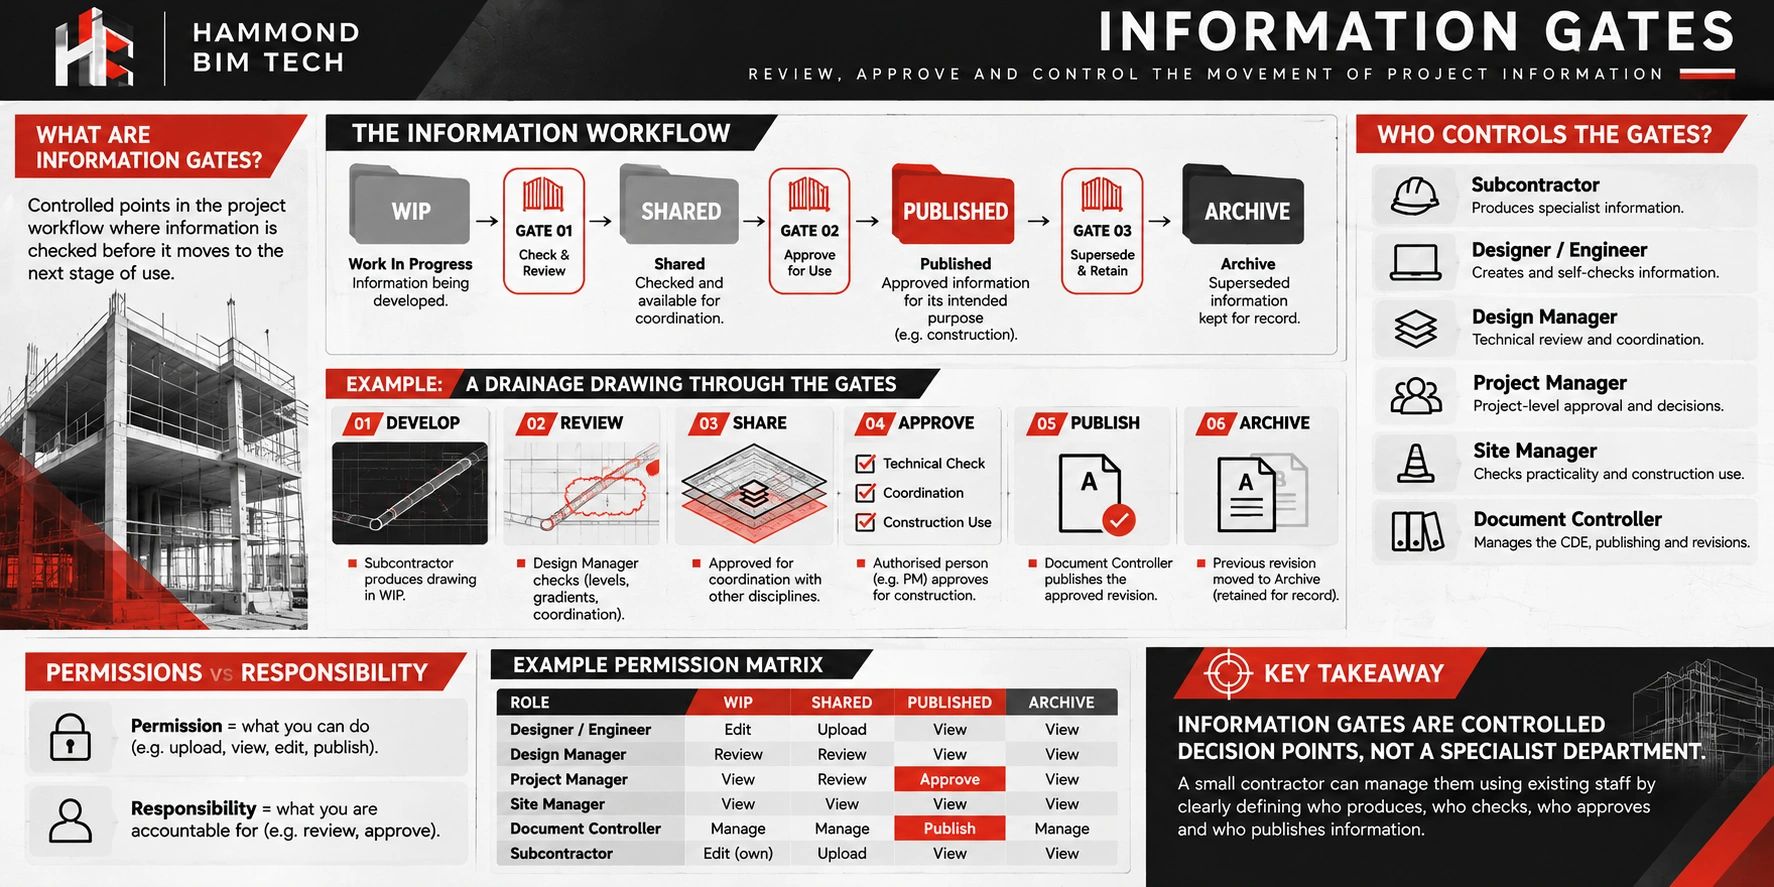 HAMMOND
BIM TECH
INFORMATION GATES
REVIEW, APPROVE AND CONTROL THE MOVEMENT OF PROJECT INFORMATION
WHAT ARE
INFORMATION GATES?
Controlled points in the project
workflow where information is
checked before it moves to the
next stage of use.
THE INFORMATION WORKFLOW
WIP
Work In Progress
Information being
developed.
GATE 01
Check &
Review
SHARED
Shared
Checked and
available for
coordination.
GATE 02
Approve
for Use
PUBLISHED
Published
Approved information
for its intended
purpose
(e.g. construction).
GATE 03
Supersede
& Retain
ARCHIVE
Archive
Superseded
information
kept for record.
EXAMPLE: A DRAINAGE DRAWING THROUGH THE GATES
01 DEVELOP
Subcontractor
produces drawing
in WIP.
02 REVIEW
Design Manager
checks (levels,
gradients,
coordination).
03 SHARE
Approved for
coordination with
other disciplines.
04 APPROVE
Technical Check
Coordination
Construction Use
Authorised person
(e.g. PM) approves
for construction.
05 PUBLISH
A
Document Controller
publishes the
approved revision.
06 ARCHIVE
A
B
Previous revision
moved to Archive
(retained for record).
WHO CONTROLS THE GATES?
Subcontractor
Produces specialist information.
Designer / Engineer
Creates and self-checks information.
Design Manager
Technical review and coordination.
Project Manager
Project-level approval and decisions.
Site Manager
Checks practicality and construction use.
Document Controller
Manages the CDE, publishing and revisions.
PERMISSIONS vs RESPONSIBILITY
Permission = what you can do
(e.g. upload, view, edit, publish).
Responsibility = what you are
accountable for (e.g. review, approve).
EXAMPLE PERMISSION MATRIX
ROLE WIP SHARED PUBLISHED ARCHIVE
Designer / Engineer Edit Upload View View
Design Manager Review Review View View
Project Manager View Review Approve View
Site Manager View View View View
Document Controller Manage Manage Publish Manage
Subcontractor Edit (own) Upload View View
KEY TAKEAWAY
INFORMATION GATES ARE CONTROLLED
DECISION POINTS, NOT A SPECIALIST DEPARTMENT.
A small contractor can manage them using existing staff by
clearly defining who produces, who checks, who approves
and who publishes information.